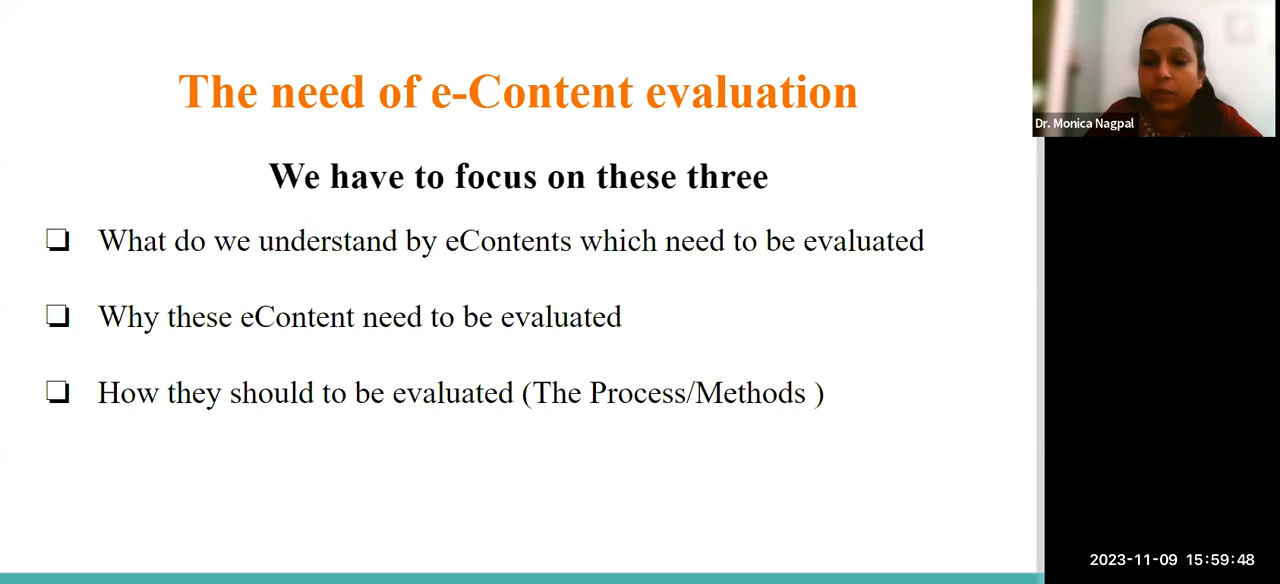 The need of e-Content evaluation
We have to focus on these three
❏ What do we understand by eContents which need to be evaluated
❏ Why these eContent need to be evaluated
❏ How they should to be evaluated (The Process/Methods )
Dr. Monica Nagpal
2023-11-09 15:59:48